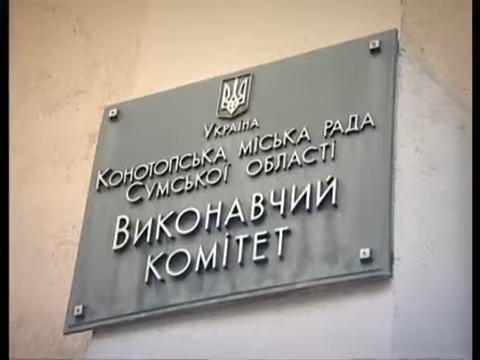 Україна
Конотопська міська рада
Сумської області
Виконавчий
комітет